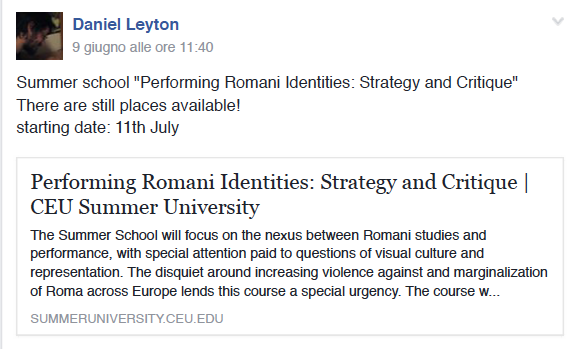 Daniel Leyton
9 giugno alle ore 11:40
Summer school "Performing Romani Identities: Strategy and Critique"
There are still places available!
starting date: 11th July
Performing Romani Identities: Strategy and Critique |
CEU Summer University
The Summer School will focus on the nexus between Romani studies and
performance, with special attention paid to questions of visual culture and
representation. The disquiet around increasing violence against and marginalization
of Roma across Europe lends this course a special urgency. The course w...
SUMMERUNIVERSITY.CEU.EDU